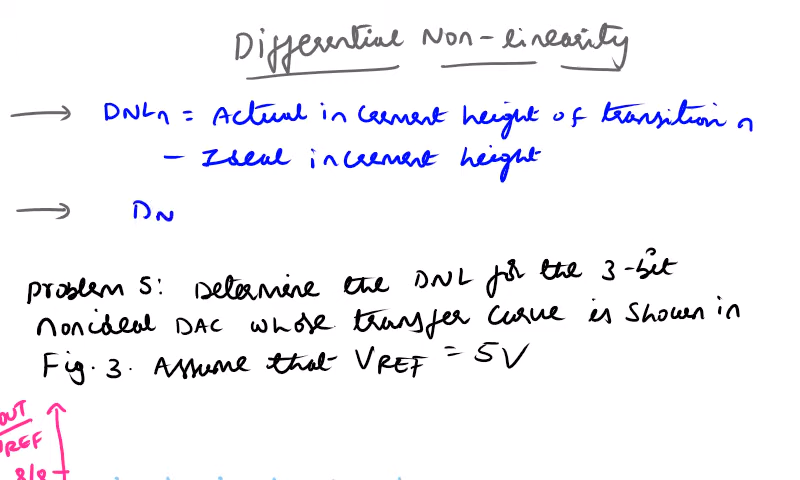 Differential Non-linearity
→ DNLn = Actual increment height of transition n
- Ideal increment height
→ DN
Problem 5: Determine the DNL for the 3-bit
nonideal DAC whose transfer curve is shown in
Fig. 3. Assume that VREF = 5V
OUT
REF
8/8